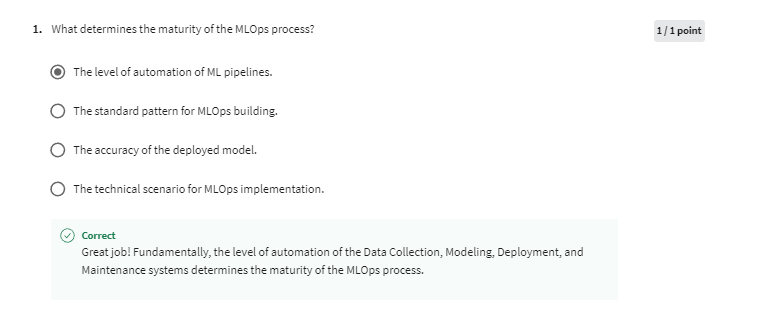 1. What determines the maturity of the MLOps process?
1 / 1 point
The level of automation of ML pipelines.
The standard pattern for MLOps building.
The accuracy of the deployed model.
The technical scenario for MLOps implementation.
Correct
Great job! Fundamentally, the level of automation of the Data Collection, Modeling, Deployment, and
Maintenance systems determines the maturity of the MLOps process.